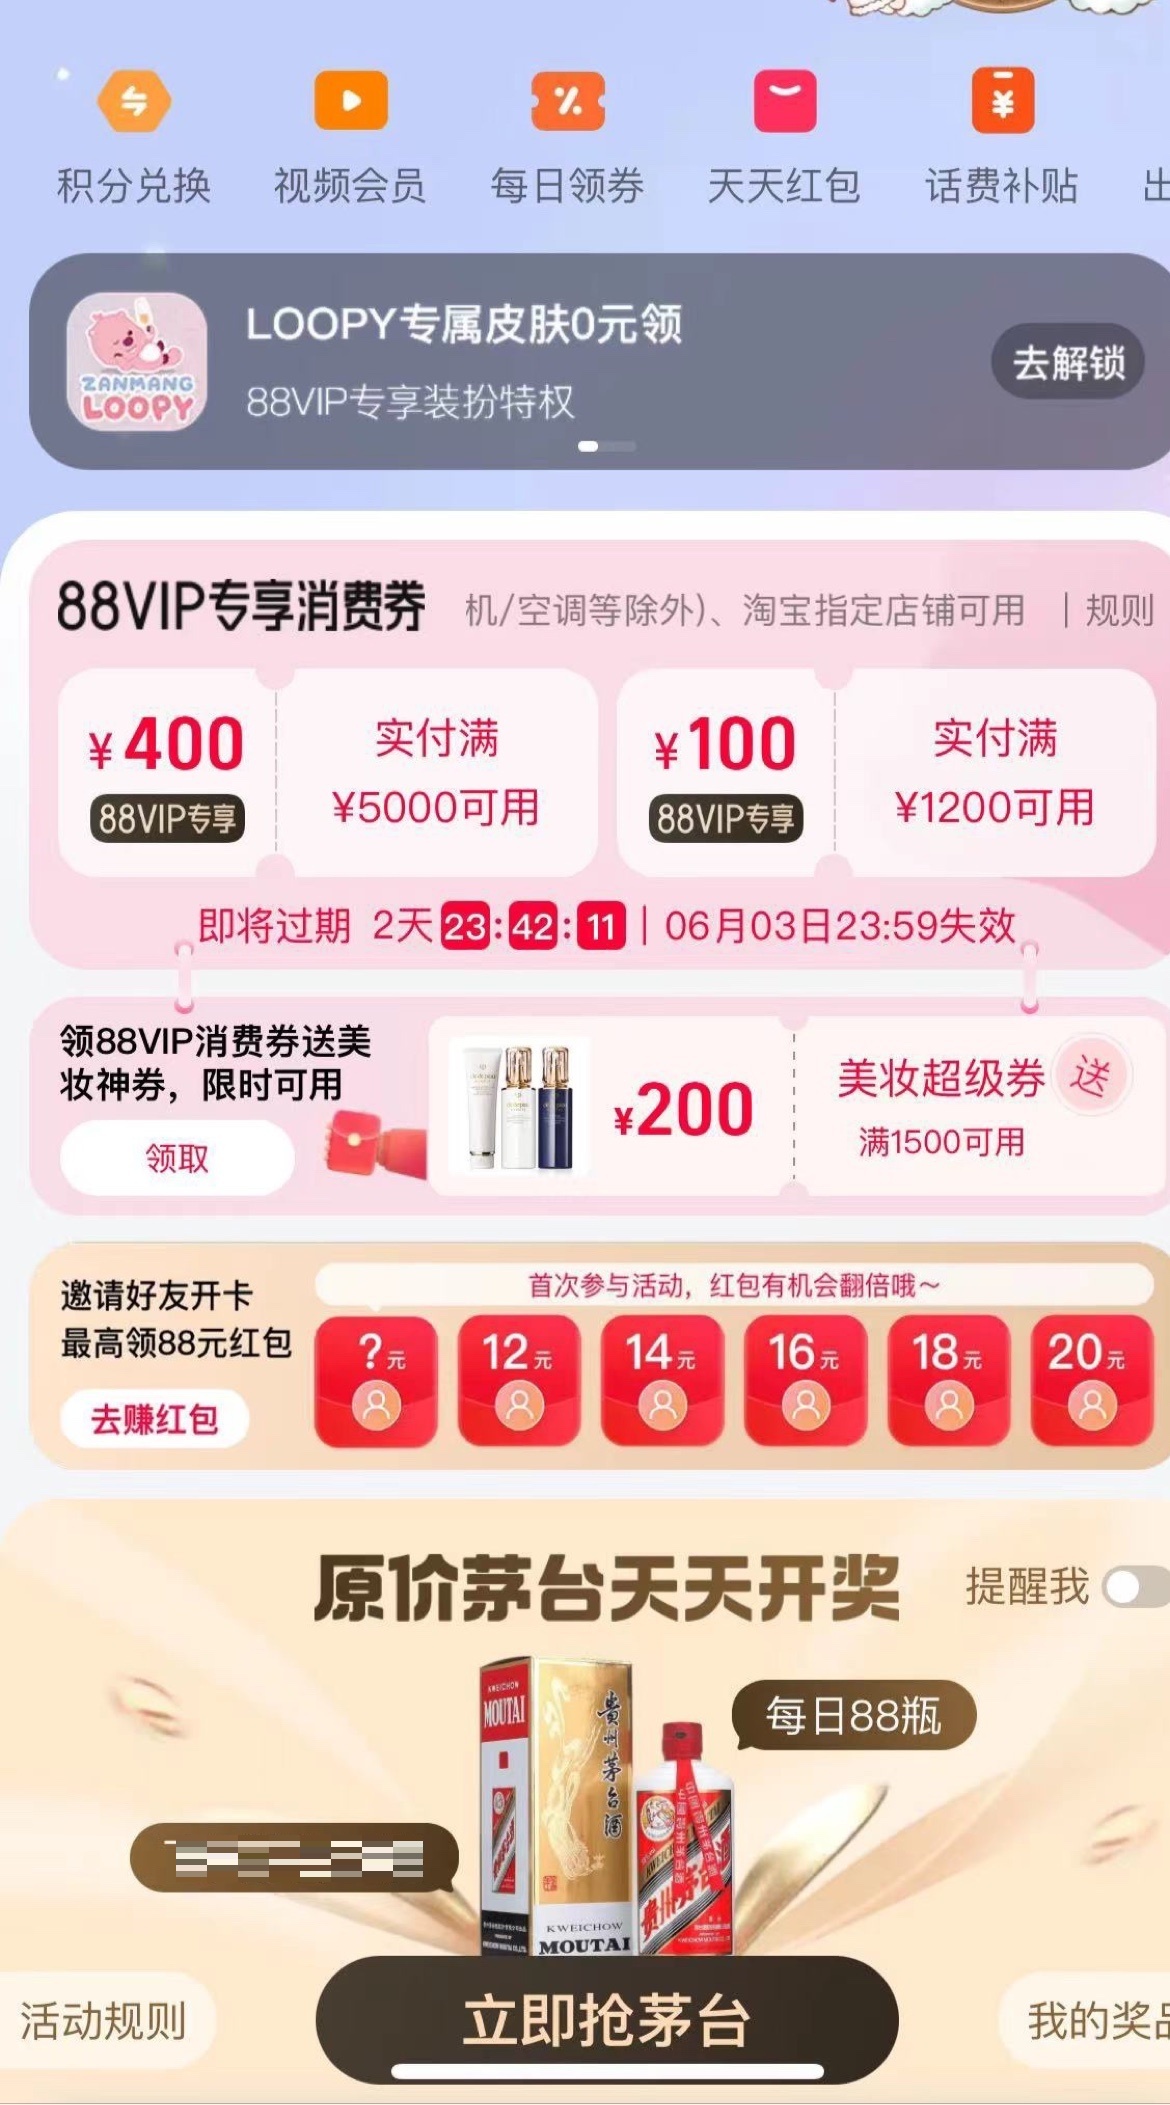 积分兑换 视频会员 每日领券 天天红包 话费补贴
LOOPY专属皮肤0元领
88VIP专享装扮特权
去解锁
ZANMANG
LOOPY
88VIP专享消费券 机/空调等除外)、淘宝指定店铺可用 | 规则
¥400
88VIP专享
实付满
¥5000可用
¥100
88VIP专享
实付满
¥1200可用
即将过期 2天23:42:11|06月03日23:59失效
领88VIP消费券送美
妆神券，限时可用
领取
¥200
美妆超级券
送
满1500可用
邀请好友开卡
最高领88元红包
去赚红包
首次参与活动，红包有机会翻倍哦～
?元 12元 14元 16元 18元 20元
原价茅台天天开奖
提醒我
每日88瓶
KWEICHOW
MOUTAI
貴州茅台酒
KWEICHOW
MOUTAI
贵州茅台酒
活动规则
立即抢茅台
我的奖品